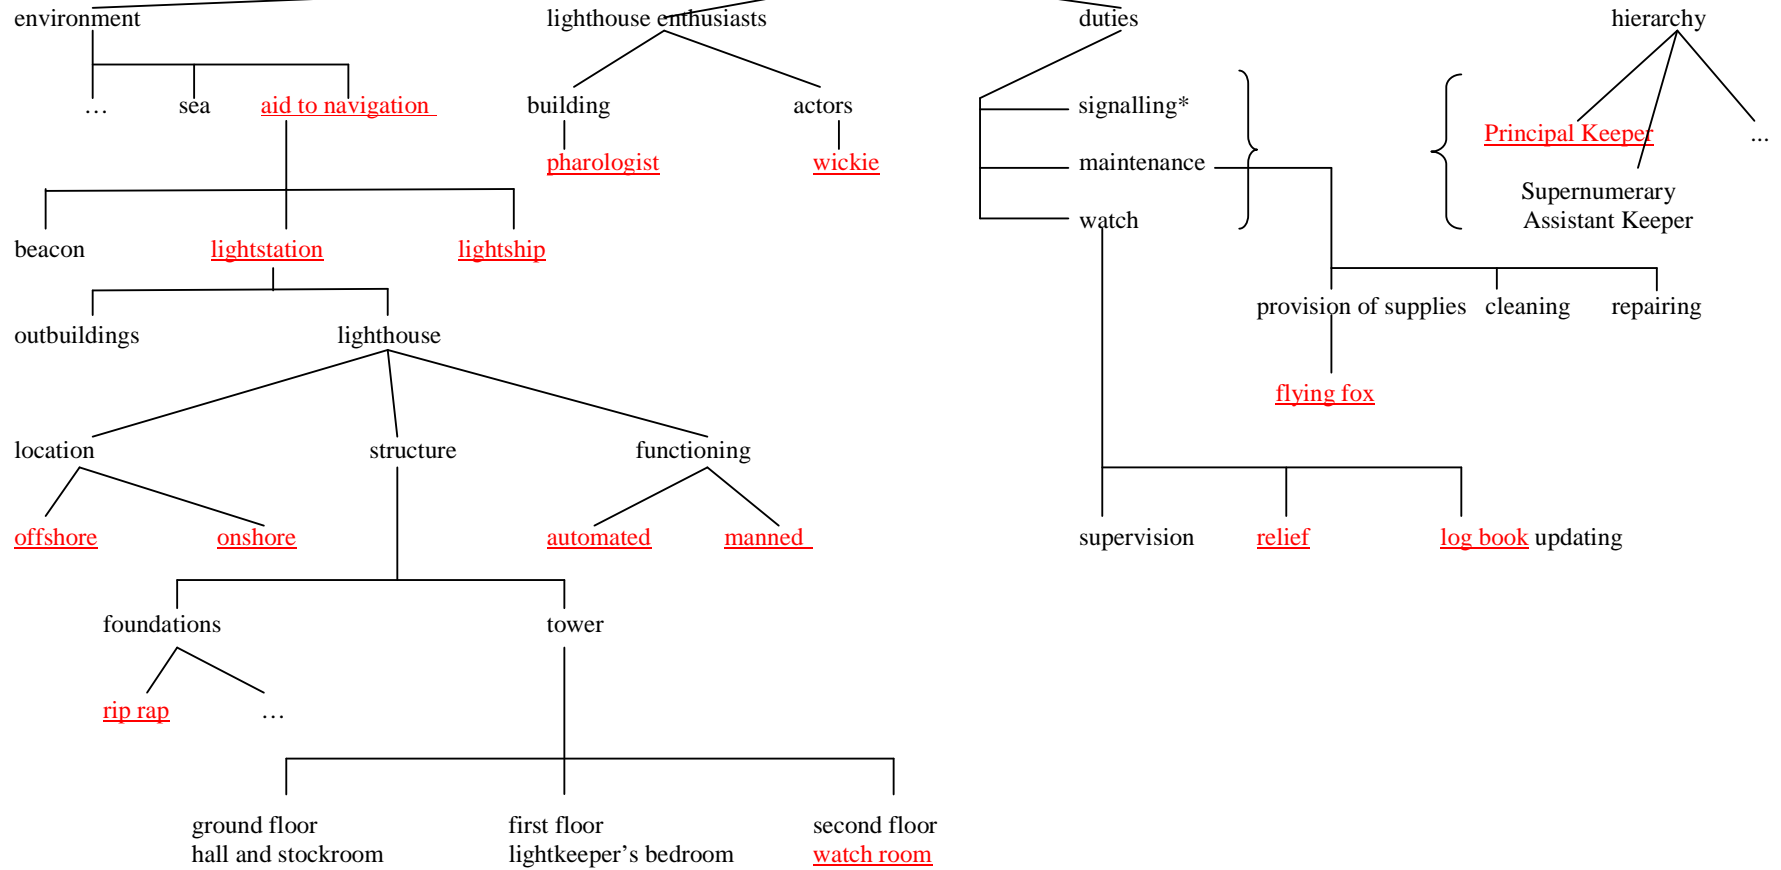 environment
lighthouse enthusiasts
duties
hierarchy
…
sea
aid to navigation
building
actors
signalling*
Principal Keeper
...
pharologist
wickie
maintenance
Supernumerary
Assistant Keeper
watch
beacon
lightstation
lightship
provision of supplies
cleaning
repairing
outbuildings
lighthouse
flying fox
location
structure
functioning
offshore
onshore
automated
manned
supervision
relief
log book updating
foundations
tower
rip rap
…
ground floor
hall and stockroom
first floor
lightkeeper’s bedroom
second floor
watch room